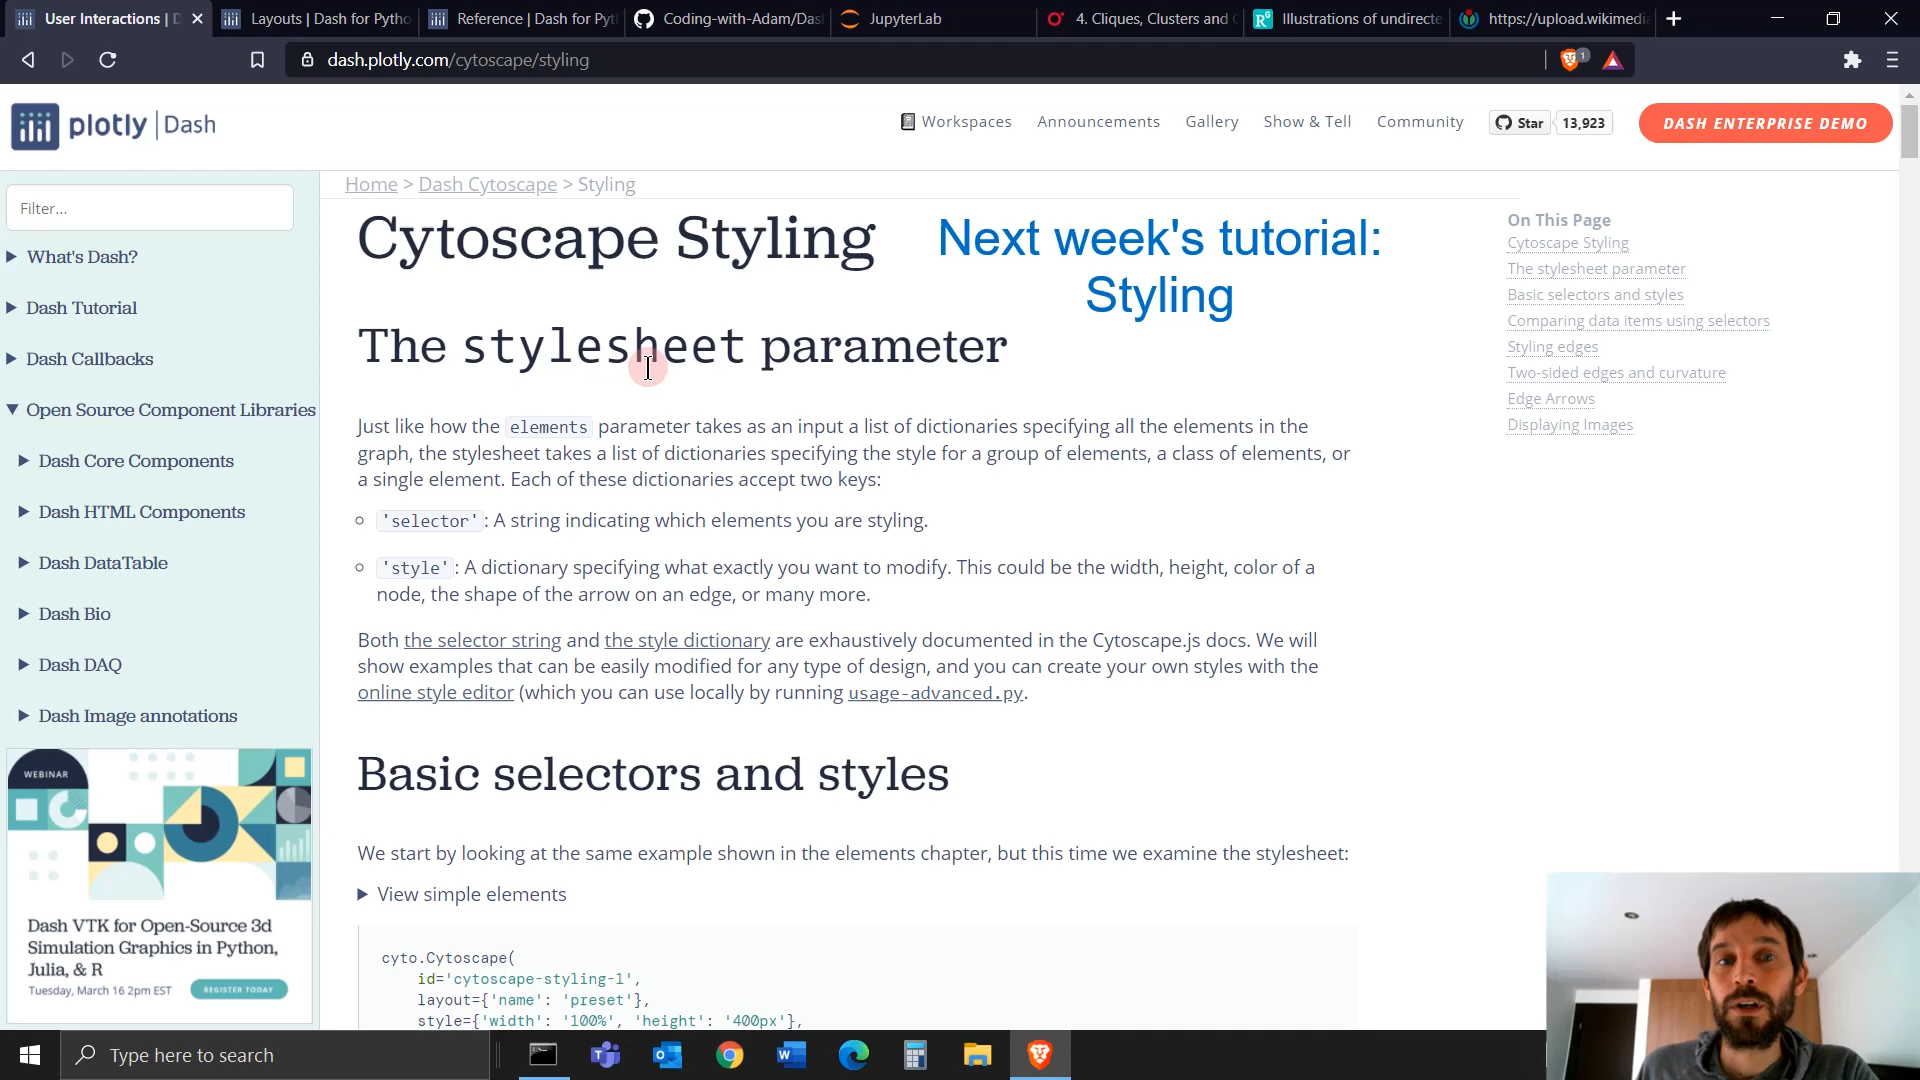 User Interactions | D
Layouts | Dash for Pytho
Reference | Dash for Pyt
Coding-with-Adam/Das
JupyterLab
4. Cliques, Clusters and C
Illustrations of undirecte
https://upload.wikimedi
dash.plotly.com/cytoscape/styling
1
plotly | Dash
Workspaces
Announcements
Gallery
Show & Tell
Community
Star
13,923
DASH ENTERPRISE DEMO
Filter...
What's Dash?
Dash Tutorial
Dash Callbacks
Open Source Component Libraries
Dash Core Components
Dash HTML Components
Dash DataTable
Dash Bio
Dash DAQ
Dash Image annotations
WEBINAR
Dash VTK for Open-Source 3d
Simulation Graphics in Python,
Julia, & R
Tuesday, March 16 2pm EST
REGISTER TODAY
Home > Dash Cytoscape > Styling
Cytoscape Styling
Next week's tutorial:
Styling
The stylesheet parameter
Just like how the elements parameter takes as an input a list of dictionaries specifying all the elements in the
graph, the stylesheet takes a list of dictionaries specifying the style for a group of elements, a class of elements, or
a single element. Each of these dictionaries accept two keys:
'selector': A string indicating which elements you are styling.
'style': A dictionary specifying what exactly you want to modify. This could be the width, height, color of a
node, the shape of the arrow on an edge, or many more.
Both the selector string and the style dictionary are exhaustively documented in the Cytoscape.js docs. We will
show examples that can be easily modified for any type of design, and you can create your own styles with the
online style editor (which you can use locally by running usage-advanced.py.
Basic selectors and styles
We start by looking at the same example shown in the elements chapter, but this time we examine the stylesheet:
View simple elements
cyto.Cytoscape(
id='cytoscape-styling-1',
layout={'name': 'preset'},
style={'width': '100%', 'height': '400px'},
On This Page
Cytoscape Styling
The stylesheet parameter
Basic selectors and styles
Comparing data items using selectors
Styling edges
Two-sided edges and curvature
Edge Arrows
Displaying Images
Type here to search